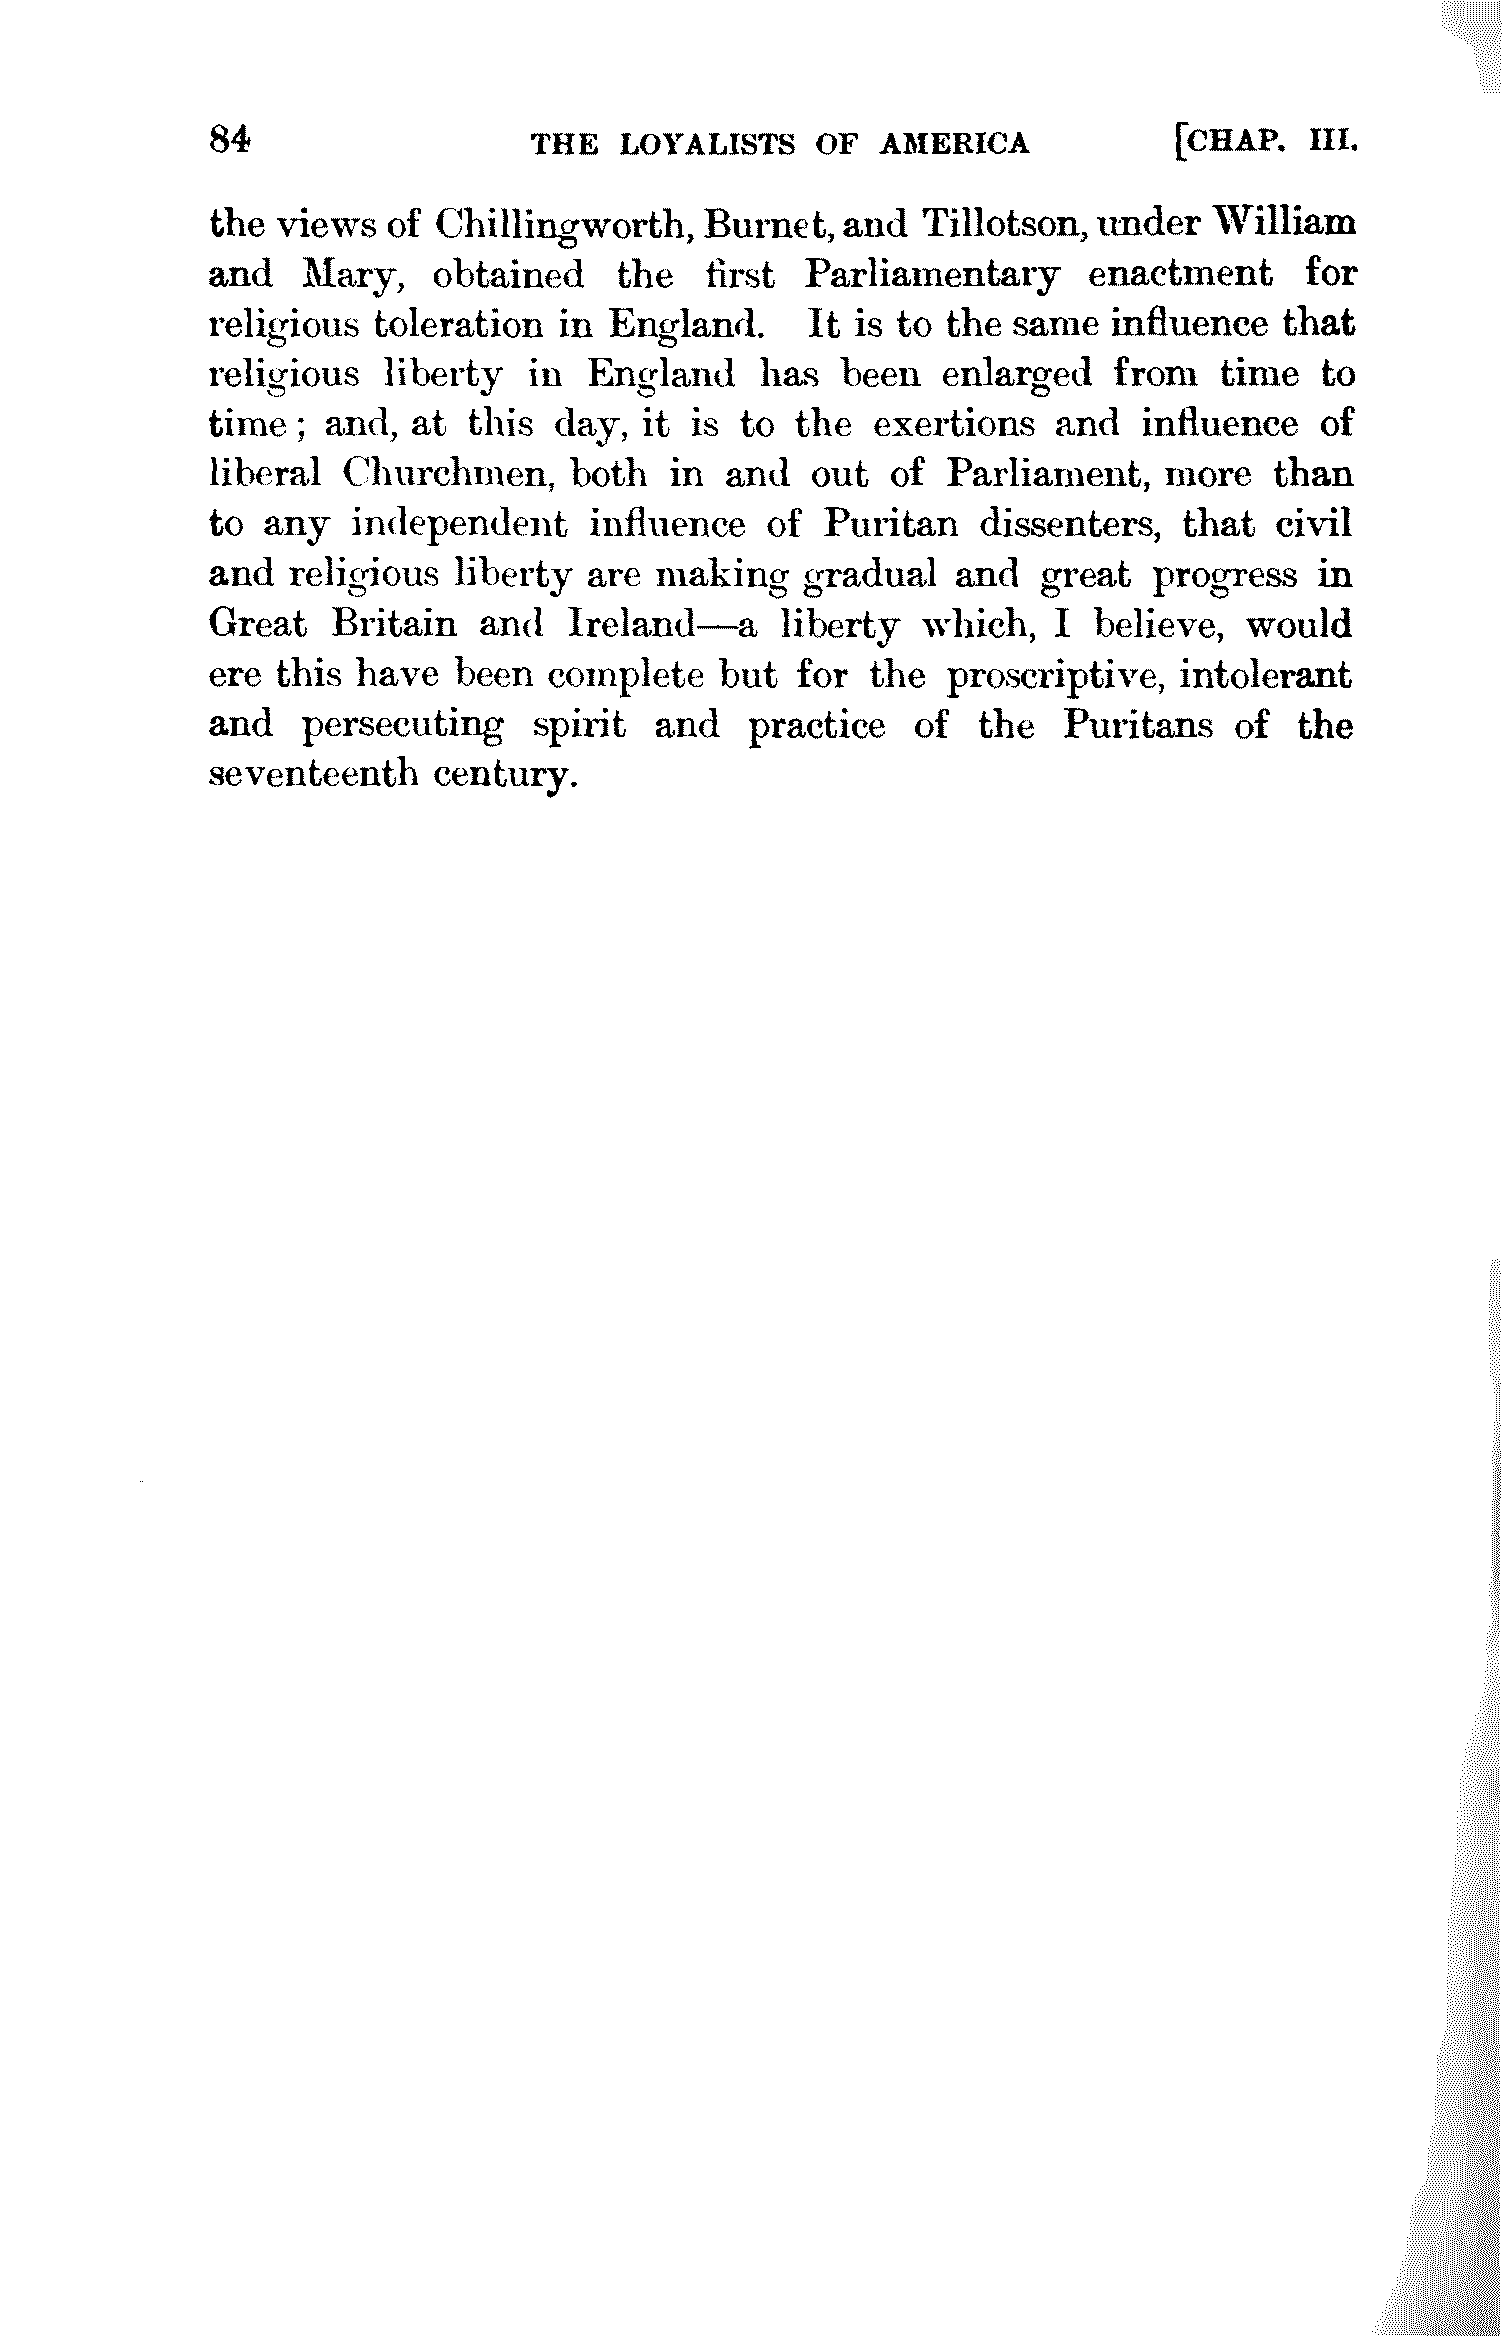 84 THE LOYALISTS OF AMERICA [CHAP. III.
the views of Chillingworth, Burnet, and Tillotson, under William
and Mary, obtained the first Parliamentary enactment for
religious toleration in England. It is to the same influence that
religious liberty in England has been enlarged from time to
time; and, at this day, it is to the exertions and influence of
liberal Churchmen, both in and out of Parliament, more than
to any independent influence of Puritan dissenters, that civil
and religious liberty are making gradual and great progress in
Great Britain and Ireland—a liberty which, I believe, would
ere this have been complete but for the proscriptive, intolerant
and persecuting spirit and practice of the Puritans of the
seventeenth century.